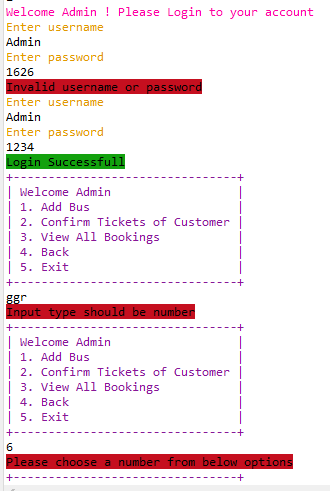 Welcome Admin ! Please Login to your account
Enter username
Admin
Enter password
1626
Invalid username or password
Enter username
Admin
Enter password
1234
Login Successfull
+--------------------------------+
| Welcome Admin |
| 1. Add Bus |
| 2. Confirm Tickets of Customer |
| 3. View All Bookings |
| 4. Back |
| 5. Exit |
+--------------------------------+
ggr
Input type should be number
+--------------------------------+
| Welcome Admin |
| 1. Add Bus |
| 2. Confirm Tickets of Customer |
| 3. View All Bookings |
| 4. Back |
| 5. Exit |
+--------------------------------+
6
Please choose a number from below options
+--------------------------------+